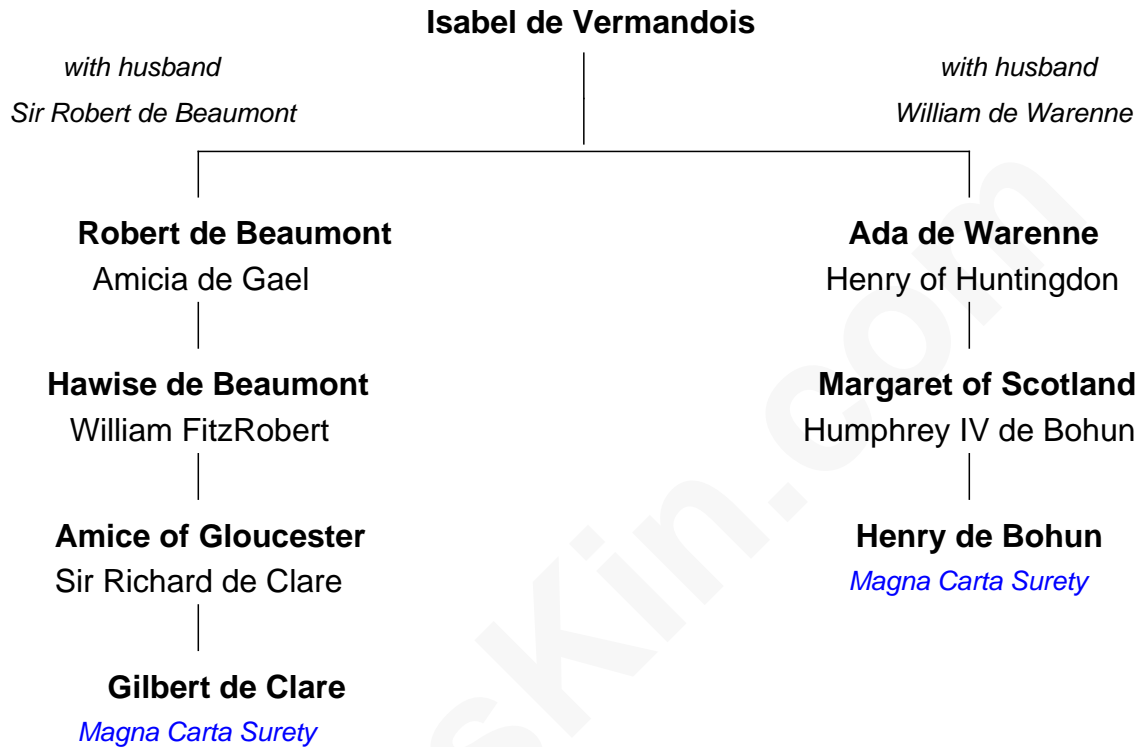 Isabel de Vermandois
with husband
Sir Robert de Beaumont
with husband
William de Warenne
Robert de Beaumont
Amicia de Gael
Ada de Warenne
Henry of Huntingdon
Hawise de Beaumont
William FitzRobert
Margaret of Scotland
Humphrey IV de Bohun
Amice of Gloucester
Sir Richard de Clare
Henry de Bohun
Magna Carta Surety
Gilbert de Clare
Magna Carta Surety